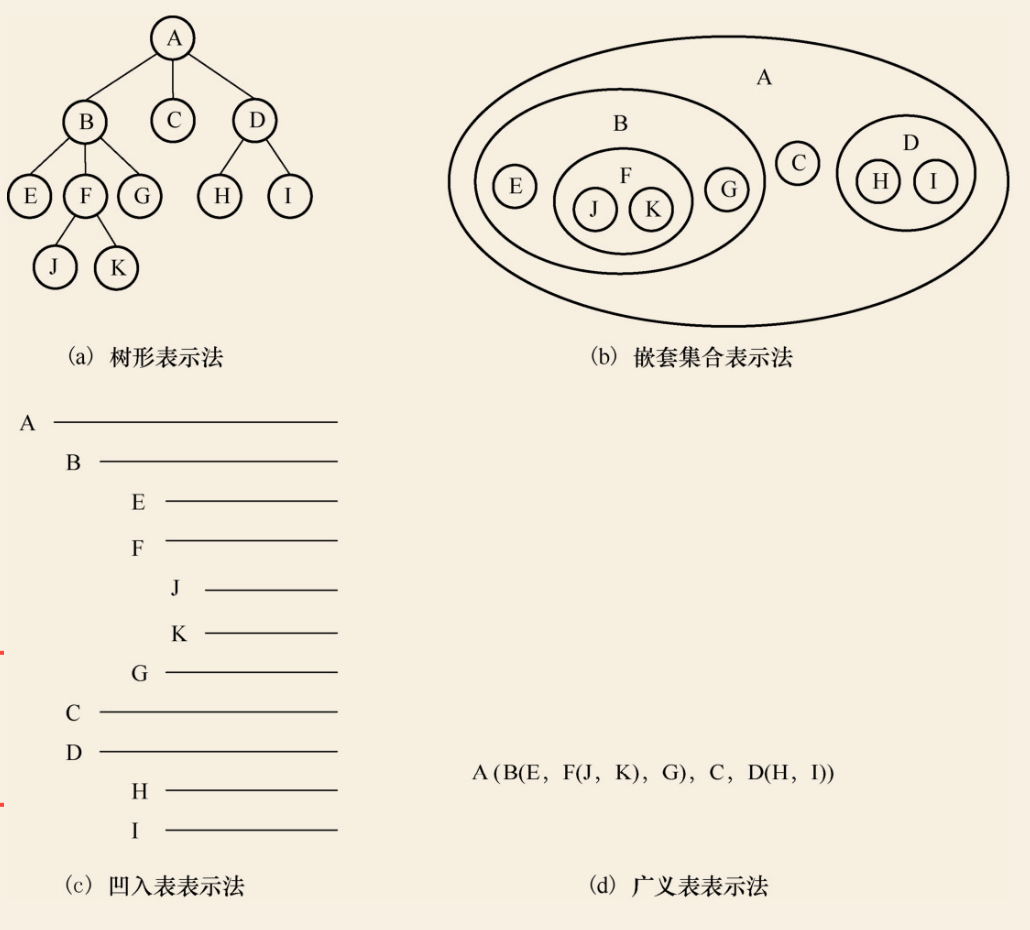 A
B C D
E F G H I
J K
(a) 树形表示法
A
B
D
C
F
E G H I
J K
(b) 嵌套集合表示法
A
B
E
F
J
K
G
C
D
H
I
(c) 凹入表表示法
A (B(E, F(J, K), G), C, D(H, I))
(d) 广义表表示法